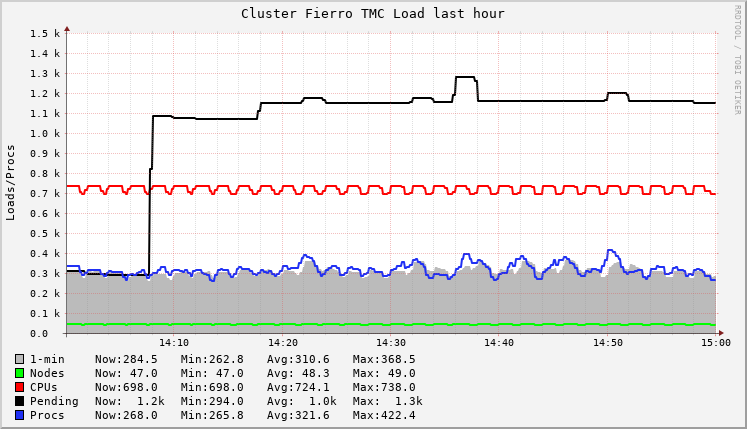 Cluster Fierro TMC Load last hour
RRDTOOL / TOBI OETIKER
Loads/Procs
1.5 k
1.4 k
1.3 k
1.2 k
1.1 k
1.0 k
0.9 k
0.8 k
0.7 k
0.6 k
0.5 k
0.4 k
0.3 k
0.2 k
0.1 k
0.0
14:10 14:20 14:30 14:40 14:50 15:00
1-min Now:284.5 Min:262.8 Avg:310.6 Max:368.5
Nodes Now: 47.0 Min: 47.0 Avg: 48.3 Max: 49.0
CPUs Now:698.0 Min:698.0 Avg:724.1 Max:738.0
Pending Now: 1.2k Min:294.0 Avg: 1.0k Max: 1.3k
Procs Now:268.0 Min:265.8 Avg:321.6 Max:422.4